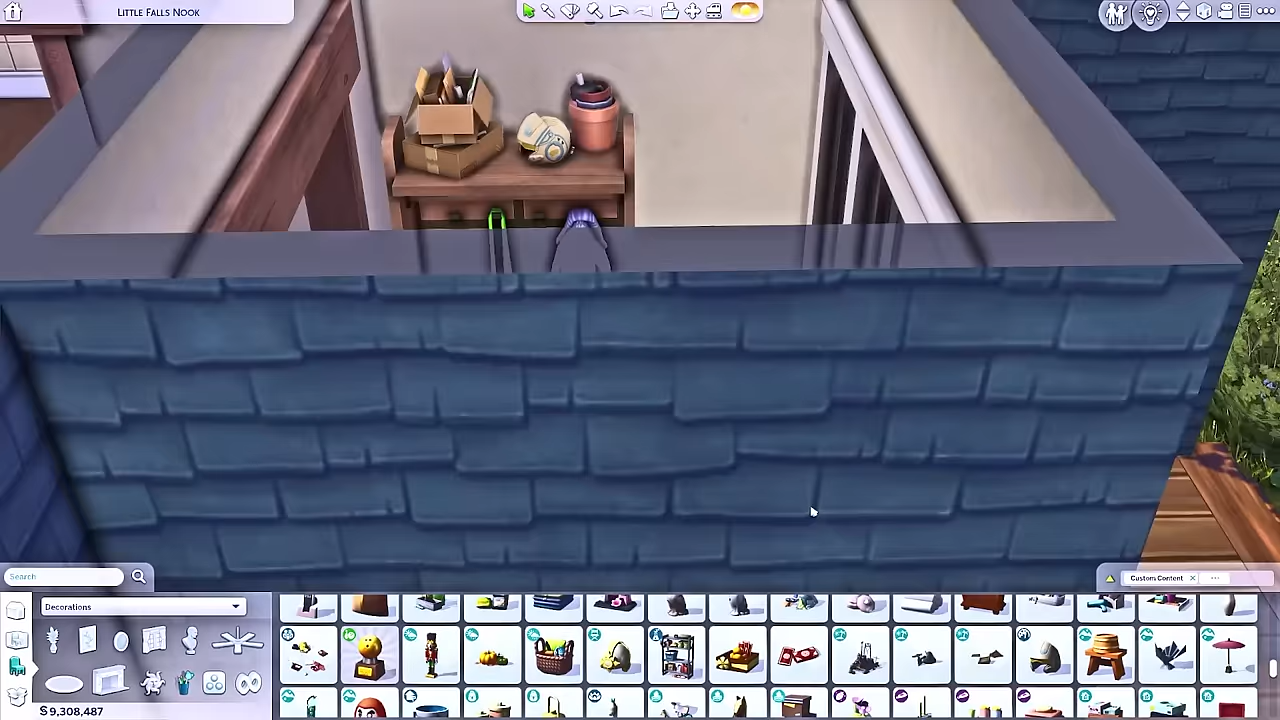 LITTLE FALLS NOOK
Search
Custom Content
Decorations
§9,308,487